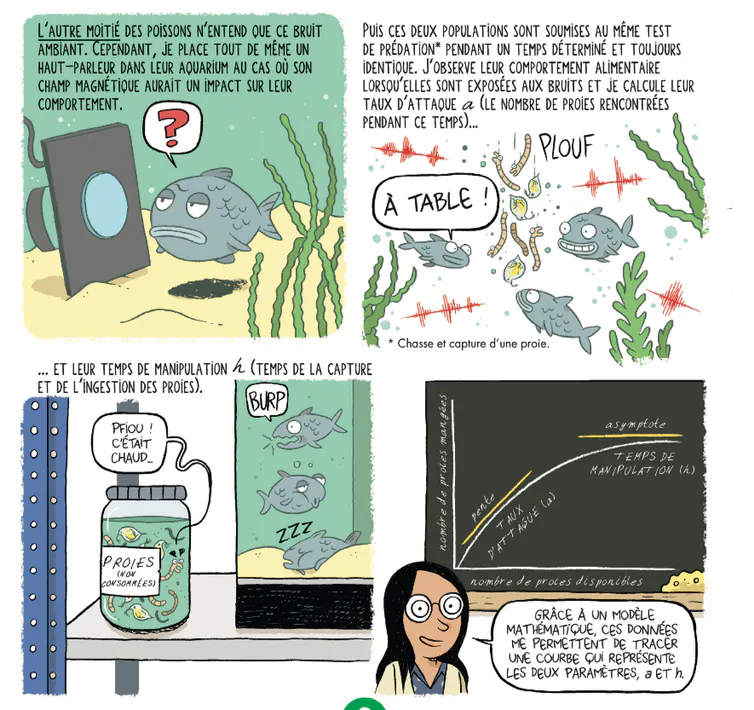 L'AUTRE MOITIÉ DES POISSONS N'ENTEND QUE CE BRUIT
AMBIANT. CEPENDANT, JE PLACE TOUT DE MÊME UN
HAUT-PARLEUR DANS LEUR AQUARIUM AU CAS OÙ SON
CHAMP MAGNÉTIQUE AURAIT UN IMPACT SUR LEUR
COMPORTEMENT.
?
PUIS CES DEUX POPULATIONS SONT SOUMISES AU MÊME TEST
DE PRÉDATION* PENDANT UN TEMPS DÉTERMINÉ ET TOUJOURS
IDENTIQUE. J'OBSERVE LEUR COMPORTEMENT ALIMENTAIRE
LORSQU'ELLES SONT EXPOSÉES AUX BRUITS ET JE CALCULE LEUR
TAUX D'ATTAQUE a (LE NOMBRE DE PROIES RENCONTRÉES
PENDANT CE TEMPS)...
PLOUF
À TABLE !
* Chasse et capture d'une proie.
... ET LEUR TEMPS DE MANIPULATION h (TEMPS DE LA CAPTURE
ET DE L'INGESTION DES PROIES).
PFIOU !
C'ÉTAIT
CHAUD...
BURP
ZZZ
PROIES
(NON
CONSOMMÉES)
nombre de proies mangées
asymptote
TEMPS DE
MANIPULATION (h)
pente
TAUX
D'ATTAQUE (a)
nombre de proies disponibles
GRÂCE À UN MODÈLE
MATHÉMATIQUE, CES DONNÉES
ME PERMETTENT DE TRACER
UNE COURBE QUI REPRÉSENTE
LES DEUX PARAMÈTRES, a ET h.